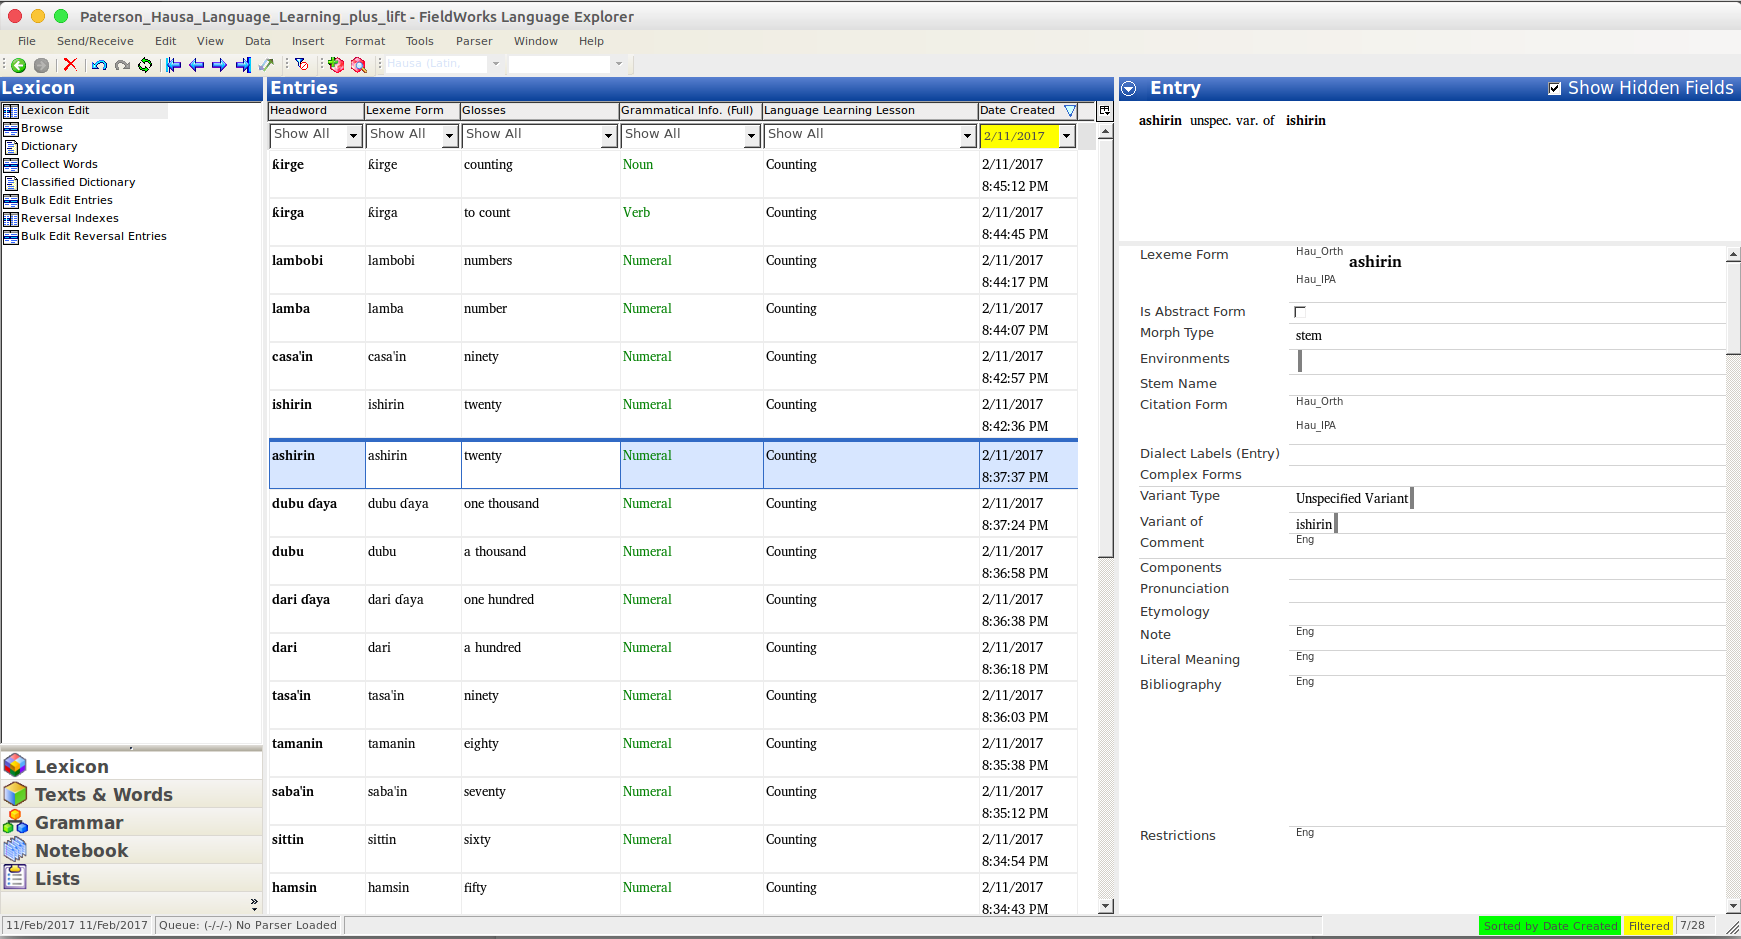 Paterson_Hausa_Language_Learning_plus_lift - FieldWorks Language Explorer
File Send/Receive Edit View Data Insert Format Tools Parser Window Help
Hausa (Latin,
Lexicon
Lexicon Edit
Browse
Dictionary
Collect Words
Classified Dictionary
Bulk Edit Entries
Reversal Indexes
Bulk Edit Reversal Entries
Lexicon
Texts & Words
Grammar
Notebook
Lists
Entries
Headword Lexeme Form Glosses Grammatical Info. (Full) Language Learning Lesson Date Created
Show All Show All Show All Show All Show All 2/11/2017
ƙirge ƙirge counting Noun Counting 2/11/2017
8:45:12 PM
ƙirga ƙirga to count Verb Counting 2/11/2017
8:44:45 PM
lambobi lambobi numbers Numeral Counting 2/11/2017
8:44:17 PM
lamba lamba number Numeral Counting 2/11/2017
8:44:07 PM
casa'in casa'in ninety Numeral Counting 2/11/2017
8:42:57 PM
ishirin ishirin twenty Numeral Counting 2/11/2017
8:42:36 PM
ashirin ashirin twenty Numeral Counting 2/11/2017
8:37:37 PM
dubu ɗaya dubu ɗaya one thousand Numeral Counting 2/11/2017
8:37:24 PM
dubu dubu a thousand Numeral Counting 2/11/2017
8:36:58 PM
dari ɗaya dari ɗaya one hundred Numeral Counting 2/11/2017
8:36:38 PM
dari dari a hundred Numeral Counting 2/11/2017
8:36:18 PM
tasa'in tasa'in ninety Numeral Counting 2/11/2017
8:36:03 PM
tamanin tamanin eighty Numeral Counting 2/11/2017
8:35:38 PM
saba'in saba'in seventy Numeral Counting 2/11/2017
8:35:12 PM
sittin sittin sixty Numeral Counting 2/11/2017
8:34:54 PM
hamsin hamsin fifty Numeral Counting 2/11/2017
8:34:43 PM
Entry Show Hidden Fields
ashirin unspec. var. of ishirin
Lexeme Form Hau_Orth ashirin
Hau_IPA
Is Abstract Form
Morph Type stem
Environments
Stem Name
Citation Form Hau_Orth
Hau_IPA
Dialect Labels (Entry)
Complex Forms
Variant Type Unspecified Variant
Variant of ishirin
Comment Eng
Components
Pronunciation
Etymology
Note Eng
Literal Meaning Eng
Bibliography Eng
Restrictions Eng
11/Feb/2017 11/Feb/2017 Queue: (-/-/-) No Parser Loaded Sorted by Date Created Filtered 7/28